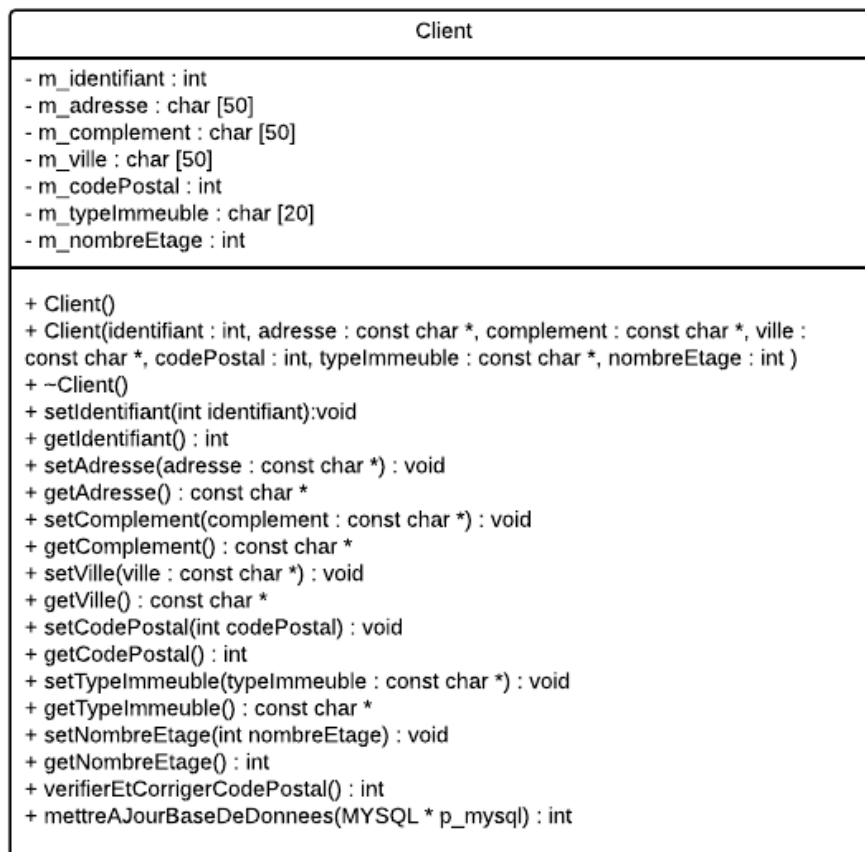 Client
- m_identifiant : int
- m_adresse : char [50]
- m_complement : char [50]
- m_ville : char [50]
- m_codePostal : int
- m_typeImmeuble : char [20]
- m_nombreEtage : int
+ Client()
+ Client(identifiant : int, adresse : const char *, complement : const char *, ville :
const char *, codePostal : int, typeImmeuble : const char *, nombreEtage : int )
+ ~Client()
+ setIdentifiant(int identifiant):void
+ getIdentifiant() : int
+ setAdresse(adresse : const char *) : void
+ getAdresse() : const char *
+ setComplement(complement : const char *) : void
+ getComplement() : const char *
+ setVille(ville : const char *) : void
+ getVille() : const char *
+ setCodePostal(int codePostal) : void
+ getCodePostal() : int
+ setTypeImmeuble(typeImmeuble : const char *) : void
+ getTypeImmeuble() : const char *
+ setNombreEtage(int nombreEtage) : void
+ getNombreEtage() : int
+ verifierEtCorrigerCodePostal() : int
+ mettreAJourBaseDeDonnees(MYSQL * p_mysql) : int